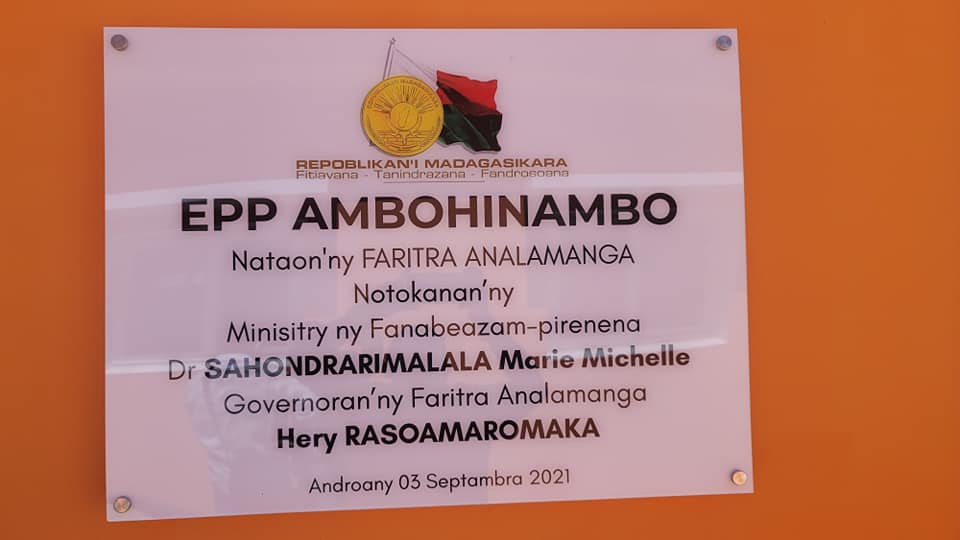 REPOBLIKAN'I MADAGASIKARA
Fitiavana - Tanindrazana - Fandrosoana
EPP AMBOHINAMBO
Nataon'ny FARITRA ANALAMANGA
Notokanan’ny
Minisitry ny Fanabeazam-pirenena
Dr SAHONDRARIMALALA Marie Michelle
Governoran’ny Faritra Analamanga
Hery RASOAMAROMAKA
Androany 03 Septambra 2021